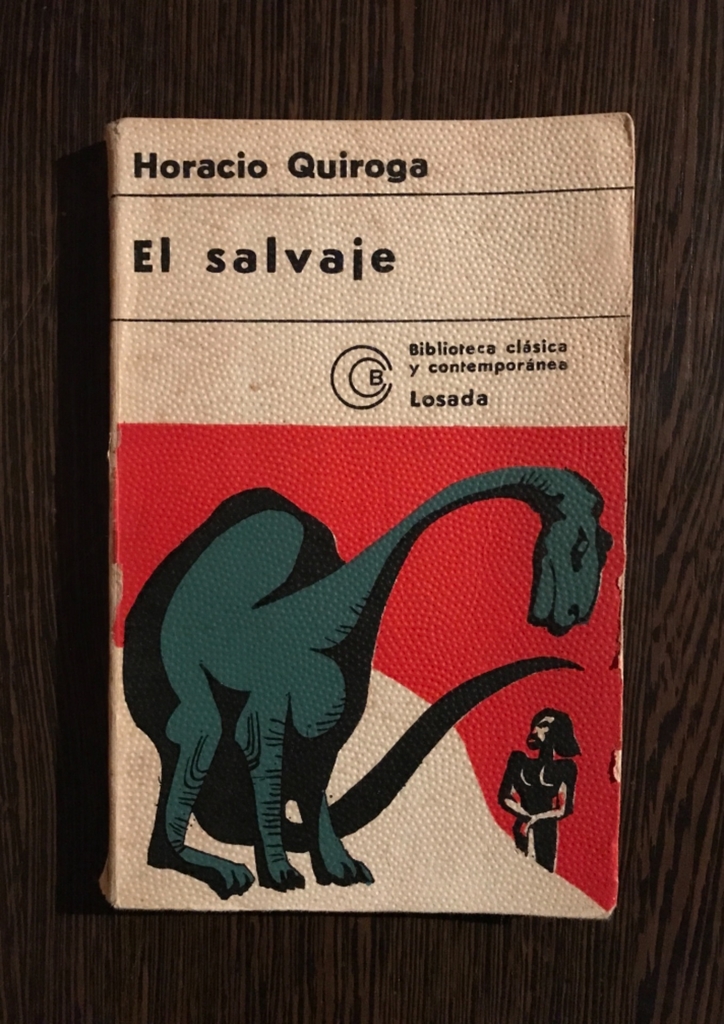 Horacio Quiroga
El salvaje
Biblioteca clásica
y contemporánea
Losada
B